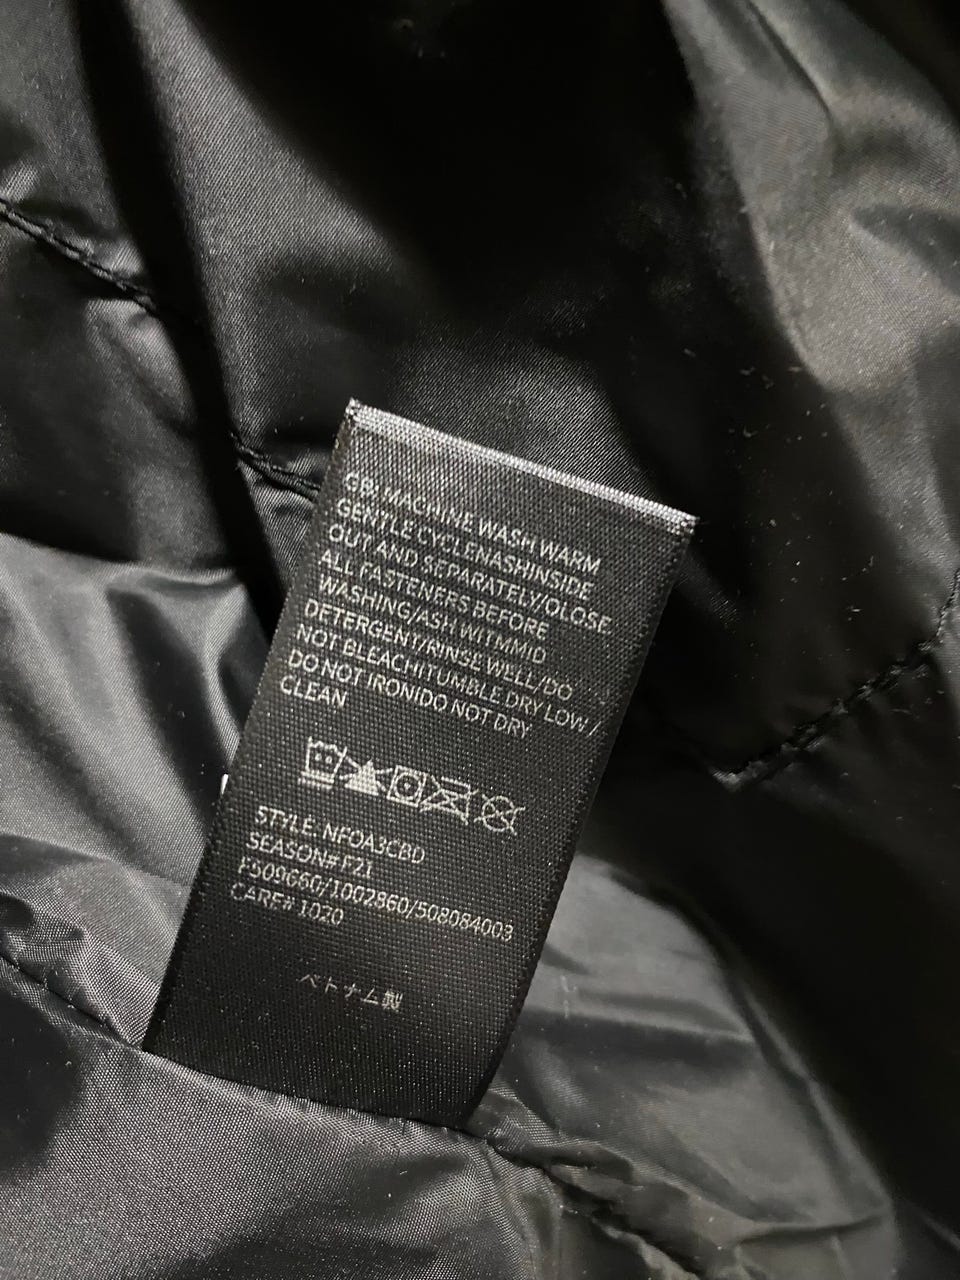 GB: MACHINE WASH WARM
GENTLE CYCLENASHINSIDE
OUT AND SEPARATELY/OLOSE
ALL FASTENERS BEFORE
WASHING/ASH WITMMID
DETERGENT/RINSE WELL/DO
NOT BLEACHITUMBLE DRY LOW /
DO NOT IRONIDO NOT DRY
CLEAN
STYLE: NFOA3CBD
SEASON# F21
F509G60/1002860/508084003
CARE# 1020
ベトナム製